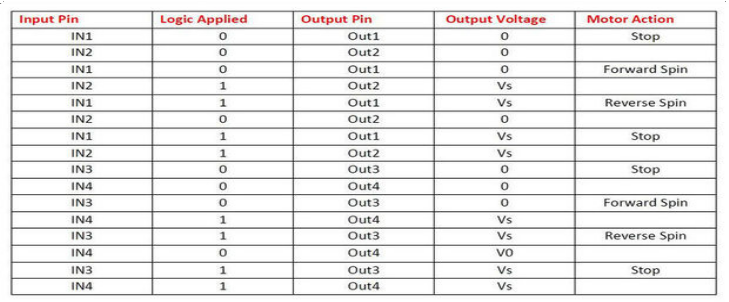 Input Pin Logic Applied Output Pin Output Voltage Motor Action
IN1 0 Out1 0 Stop
IN2 0 Out2 0
IN1 0 Out1 0 Forward Spin
IN2 1 Out2 Vs
IN1 1 Out1 Vs Reverse Spin
IN2 0 Out2 0
IN1 1 Out1 Vs Stop
IN2 1 Out2 Vs
IN3 0 Out3 0 Stop
IN4 0 Out4 0
IN3 0 Out3 0 Forward Spin
IN4 1 Out4 Vs
IN3 1 Out3 Vs Reverse Spin
IN4 0 Out4 V0
IN3 1 Out3 Vs Stop
IN4 1 Out4 Vs